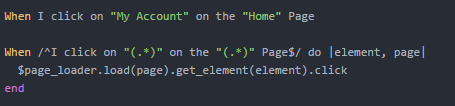 When I click on "My Account" on the "Home" Page
When /^I click on "(.*)" on the "(.*)" Page$/ do |element, page|
  $page_loader.load(page).get_element(element).click
end